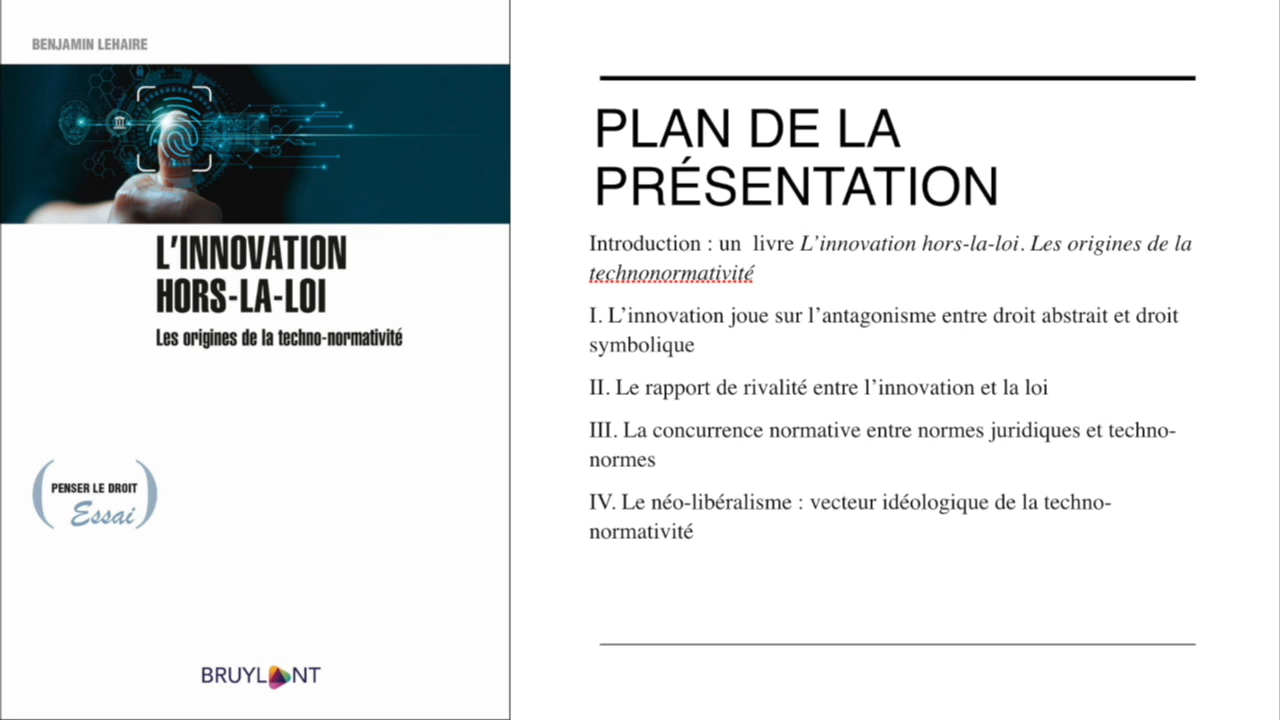 BENJAMIN LEHAIRE
L'INNOVATION
HORS-LA-LOI
Les origines de la techno-normativité
PENSER LE DROIT
Essai
BRUYLANT
PLAN DE LA
PRÉSENTATION
Introduction : un livre L'innovation hors-la-loi. Les origines de la
technonormativité
I. L'innovation joue sur l'antagonisme entre droit abstrait et droit
symbolique
II. Le rapport de rivalité entre l'innovation et la loi
III. La concurrence normative entre normes juridiques et techno-
normes
IV. Le néo-libéralisme : vecteur idéologique de la techno-
normativité